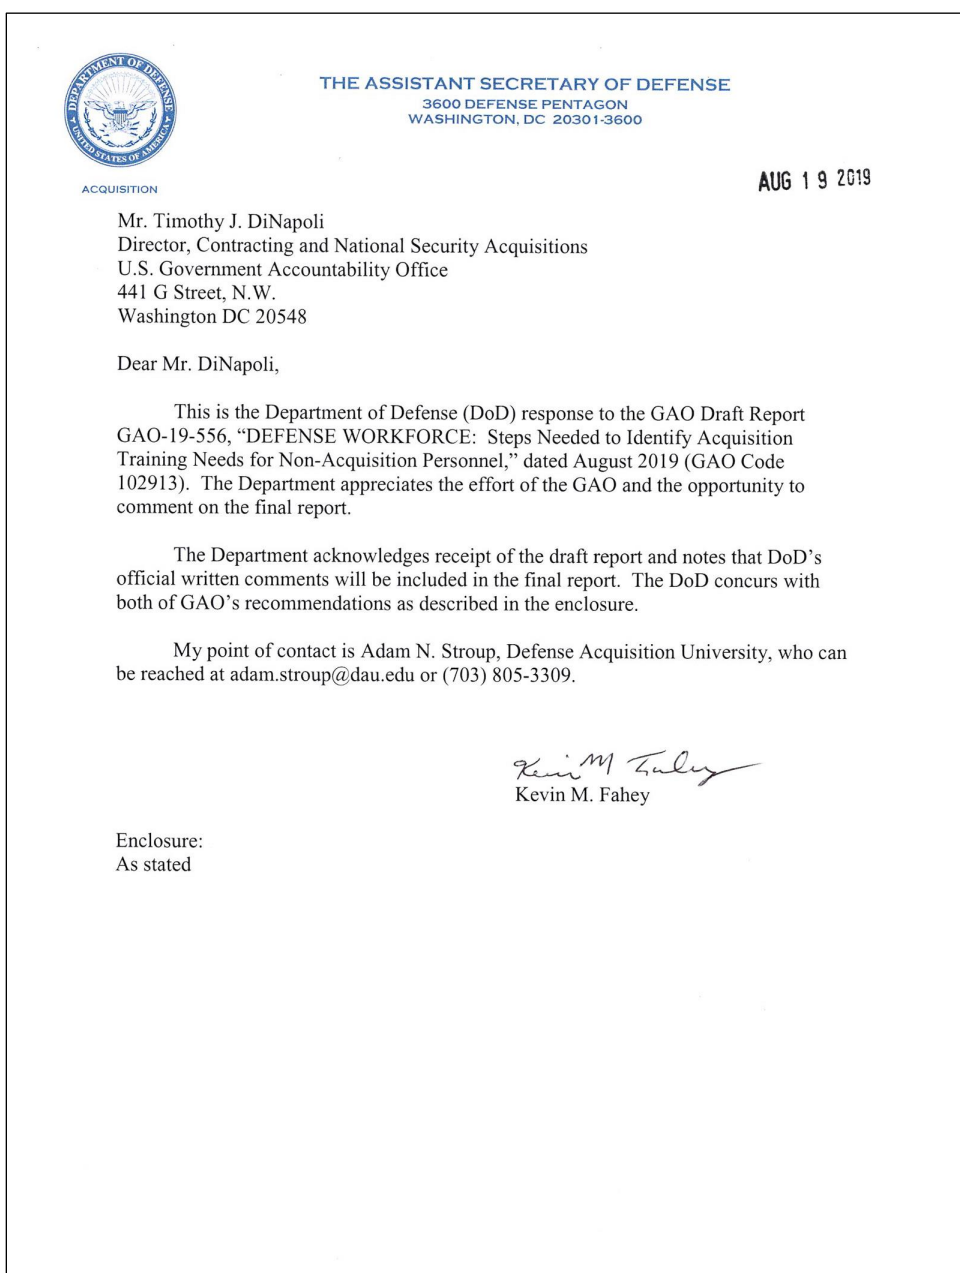 DEPARTMENT OF DEFENSE
UNITED STATES OF AMERICA
THE ASSISTANT SECRETARY OF DEFENSE
3600 DEFENSE PENTAGON
WASHINGTON, DC 20301-3600
ACQUISITION
AUG 19 2019
Mr. Timothy J. DiNapoli
Director, Contracting and National Security Acquisitions
U.S. Government Accountability Office
441 G Street, N.W.
Washington DC 20548
Dear Mr. DiNapoli,
This is the Department of Defense (DoD) response to the GAO Draft Report
GAO-19-556, “DEFENSE WORKFORCE:  Steps Needed to Identify Acquisition
Training Needs for Non-Acquisition Personnel,” dated August 2019 (GAO Code
102913).  The Department appreciates the effort of the GAO and the opportunity to
comment on the final report.
The Department acknowledges receipt of the draft report and notes that DoD’s
official written comments will be included in the final report.  The DoD concurs with
both of GAO’s recommendations as described in the enclosure.
My point of contact is Adam N. Stroup, Defense Acquisition University, who can
be reached at adam.stroup@dau.edu or (703) 805-3309.
Kevin M Fahey
Kevin M. Fahey
Enclosure:
As stated